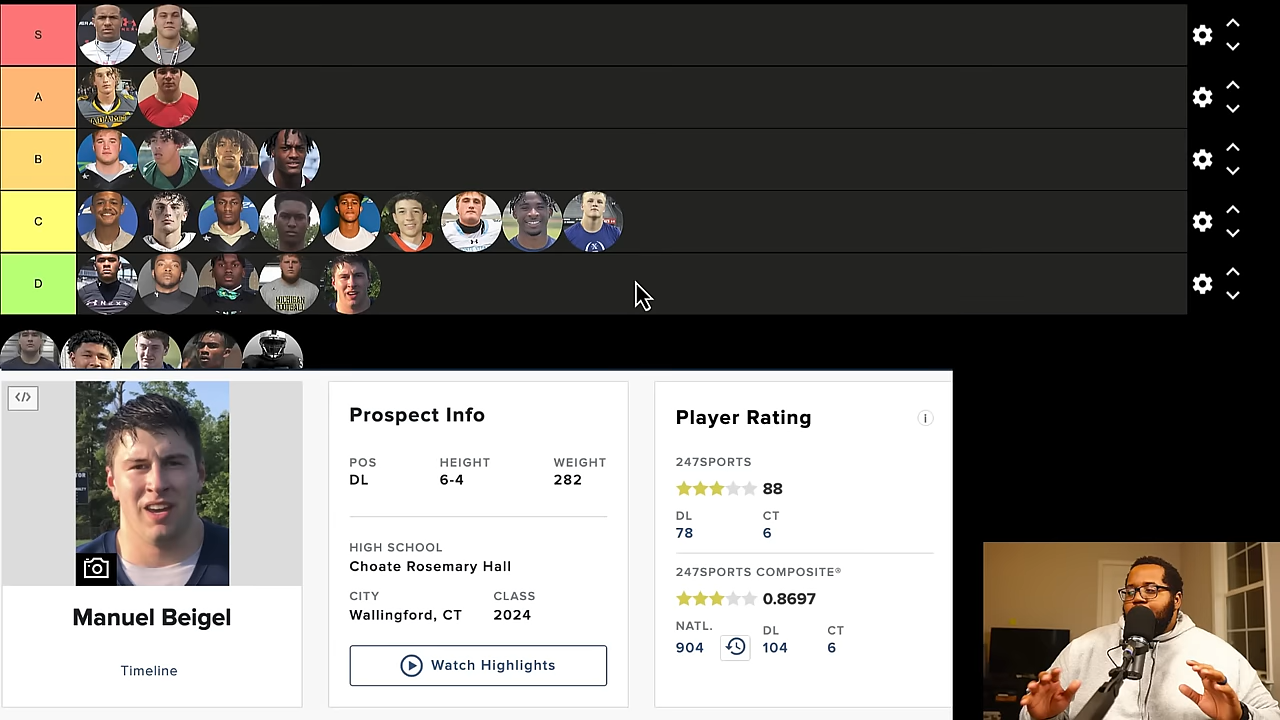 S
A
B
C
D
MICHIGAN
FOOTBALL
</>
Prospect Info
Player Rating
i
POS HEIGHT WEIGHT
DL 6-4 282
247SPORTS
88
DL CT
78 6
HIGH SCHOOL
Choate Rosemary Hall
247SPORTS COMPOSITE®
0.8697
CITY CLASS
Wallingford, CT 2024
NATL. DL CT
904 104 6
Manuel Beigel
Timeline
Watch Highlights